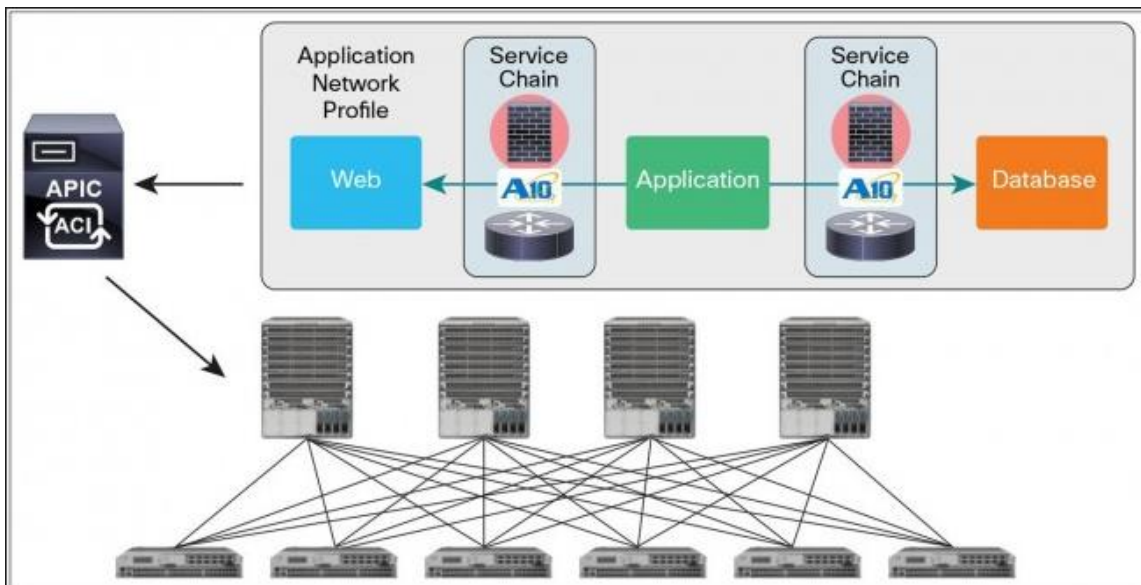 Application
Network
Profile
Service
Chain
Service
Chain
APIC
ACI
Web
A10
Application
A10
Database